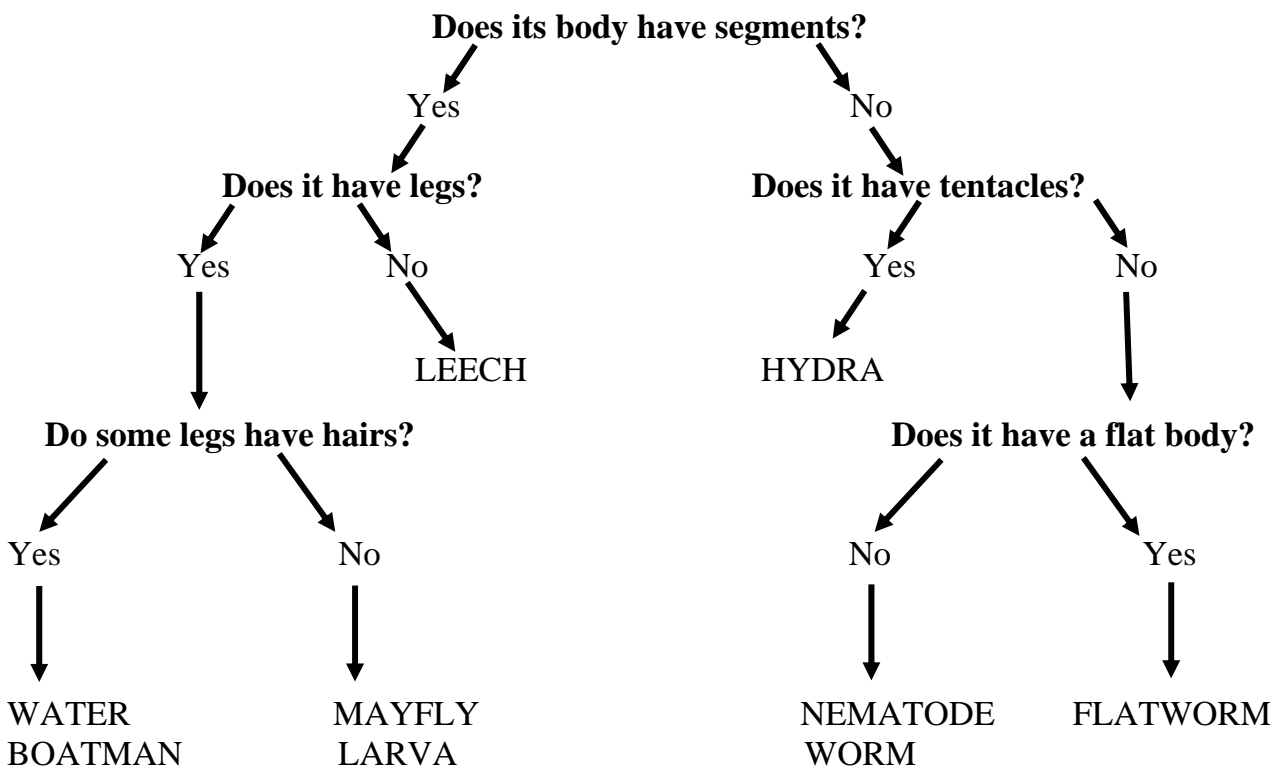 Does its body have segments?
Yes
No
Does it have legs?
Does it have tentacles?
Yes
No
Yes
No
LEECH
HYDRA
Do some legs have hairs?
Does it have a flat body?
Yes
No
No
Yes
WATER
BOATMAN
MAYFLY
LARVA
NEMATODE
WORM
FLATWORM